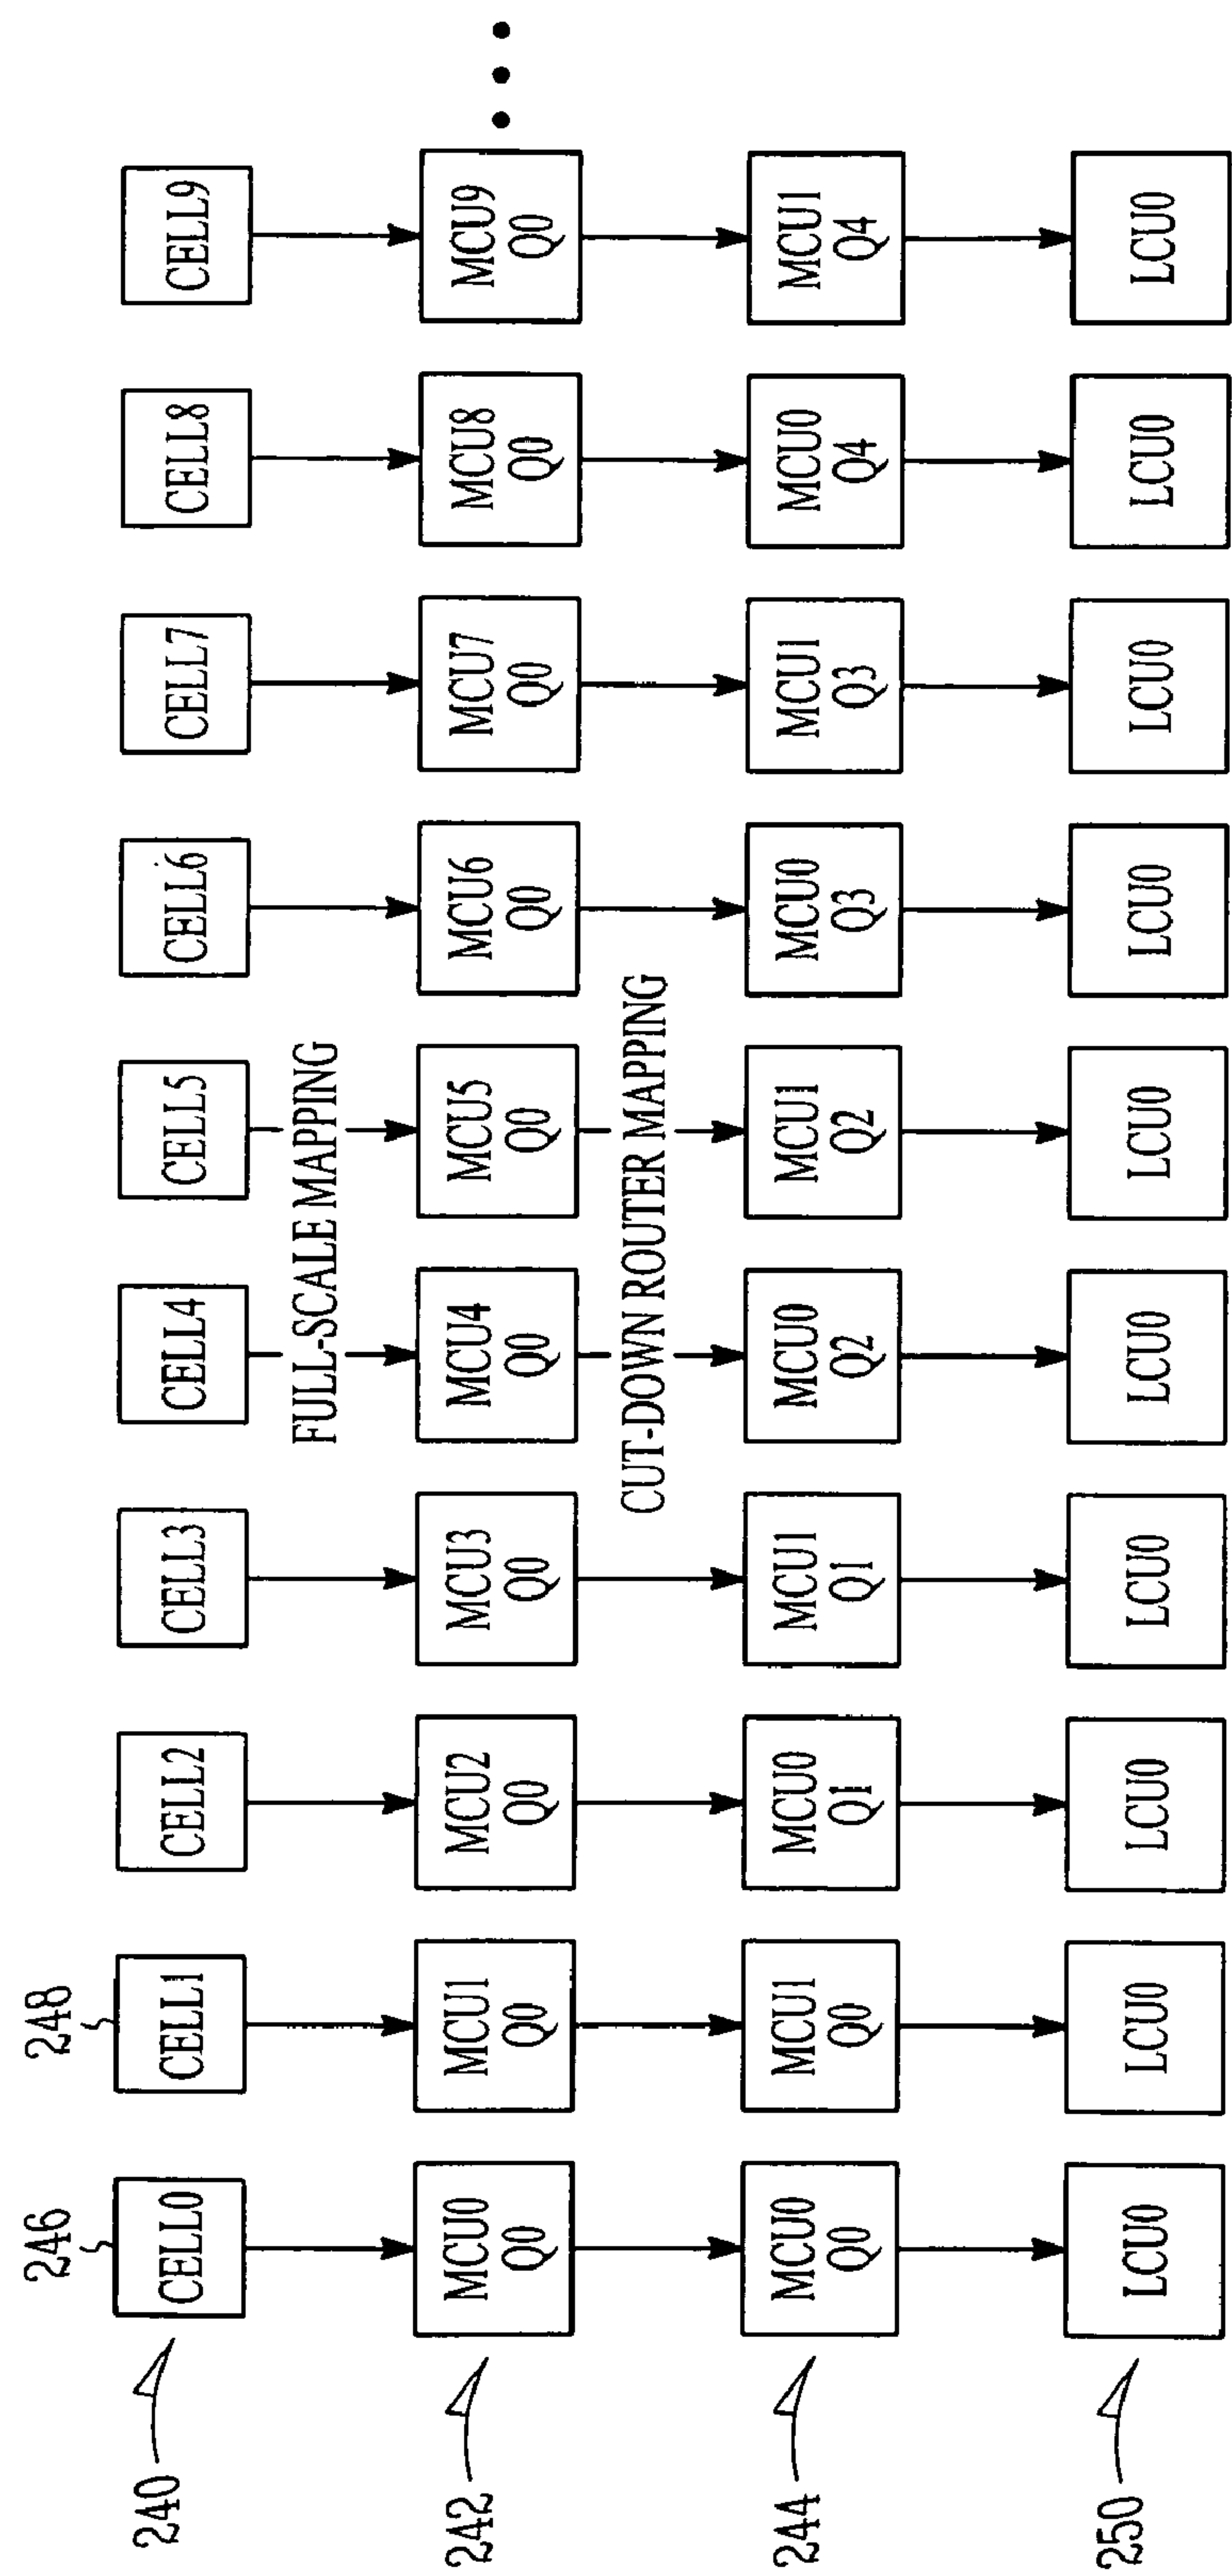 246
248
240
CELL0
CELL1
CELL2
CELL3
CELL4
CELL5
CELL6
CELL7
CELL8
CELL9
FULL-SCALE MAPPING
242
MCU0
Q0
MCU1
Q0
MCU2
Q0
MCU3
Q0
MCU4
Q0
MCU5
Q0
MCU6
Q0
MCU7
Q0
MCU8
Q0
MCU9
Q0
CUT-DOWN ROUTER MAPPING
244
MCU0
Q0
MCU1
Q0
MCU0
Q1
MCU1
Q1
MCU0
Q2
MCU1
Q2
MCU0
Q3
MCU1
Q3
MCU0
Q4
MCU1
Q4
250
LCU0
LCU0
LCU0
LCU0
LCU0
LCU0
LCU0
LCU0
LCU0
LCU0